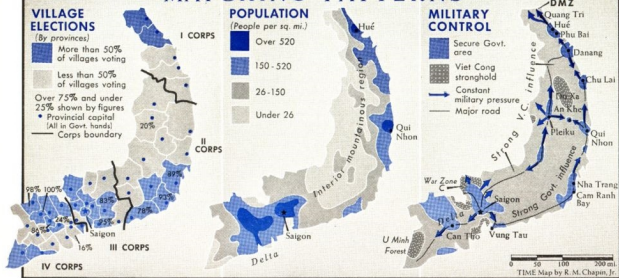 VILLAGE
ELECTIONS
(By provinces)
More than 50%
of villages voting
Less than 50%
of villages voting
Over 75% and under
25% shown by figures
Provincial capital
(All in Govt. hands)
Corps boundary
I CORPS
20%
II
CORPS
89%
93%
78%
83%
75%
98% 100%
24%
86%
16%
Saigon
III CORPS
IV CORPS
POPULATION
(People per sq. mi.)
Over 520
150-520
26-150
Under 26
Hué
Interior mountainous region
Qui
Nhon
Saigon
Delta
MILITARY
CONTROL
Secure Govt.
area
Viet Cong
stronghold
Constant
military pressure
Major road
DMZ
Quang Tri
Hué
Phu Bai
Danang
Chu Lai
An Khe
Pleiku
Qui
Nhon
Strong V.C. influence
Strong Govt. influence
Nha Trang
Cam Ranh
Bay
War Zone
C
Saigon
Delta
Can Tho
Vung Tau
U Minh
Forest
0 50 100 200 mi.
TIME Map by R. M. Chapin, Jr.